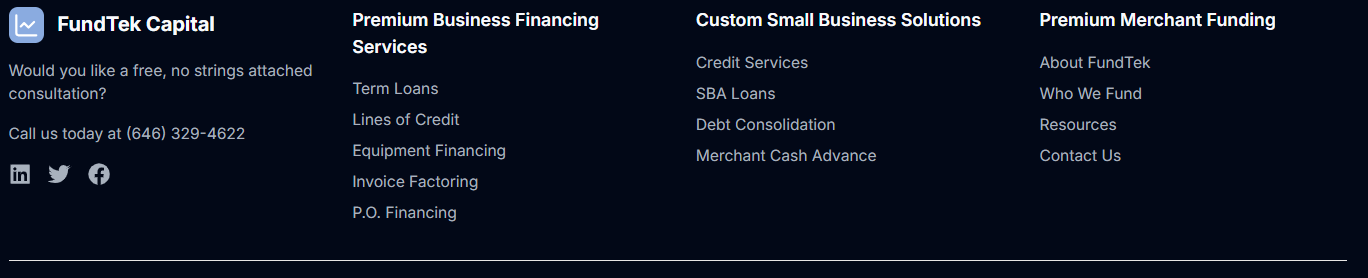 FundTek Capital
Would you like a free, no strings attached
consultation?
Call us today at (646) 329-4622
Premium Business Financing
Services
Term Loans
Lines of Credit
Equipment Financing
Invoice Factoring
P.O. Financing
Custom Small Business Solutions
Credit Services
SBA Loans
Debt Consolidation
Merchant Cash Advance
Premium Merchant Funding
About FundTek
Who We Fund
Resources
Contact Us